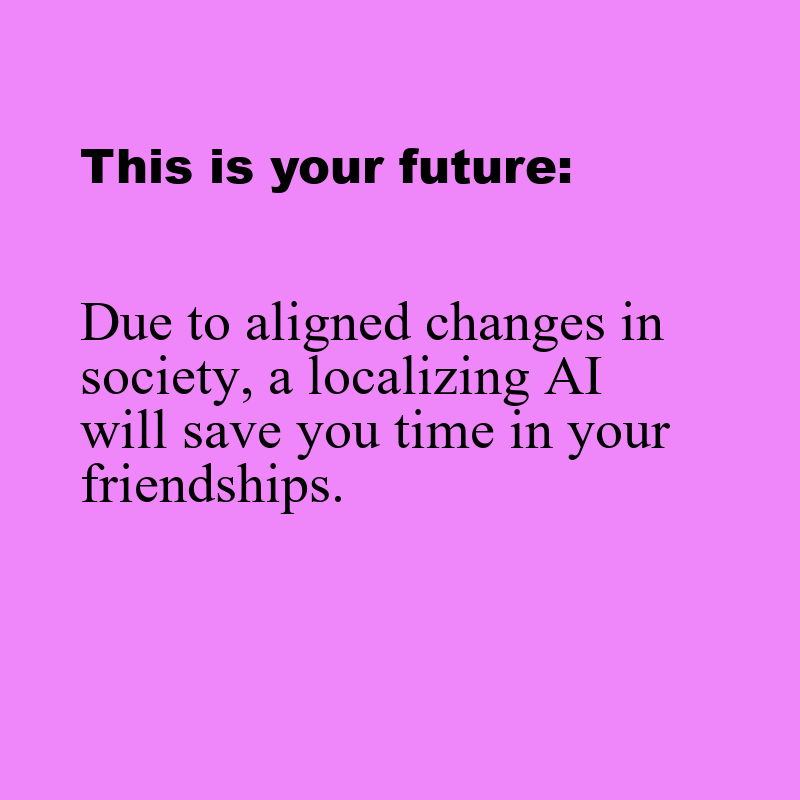 This is your future:
Due to aligned changes in
society, a localizing AI
will save you time in your
friendships.